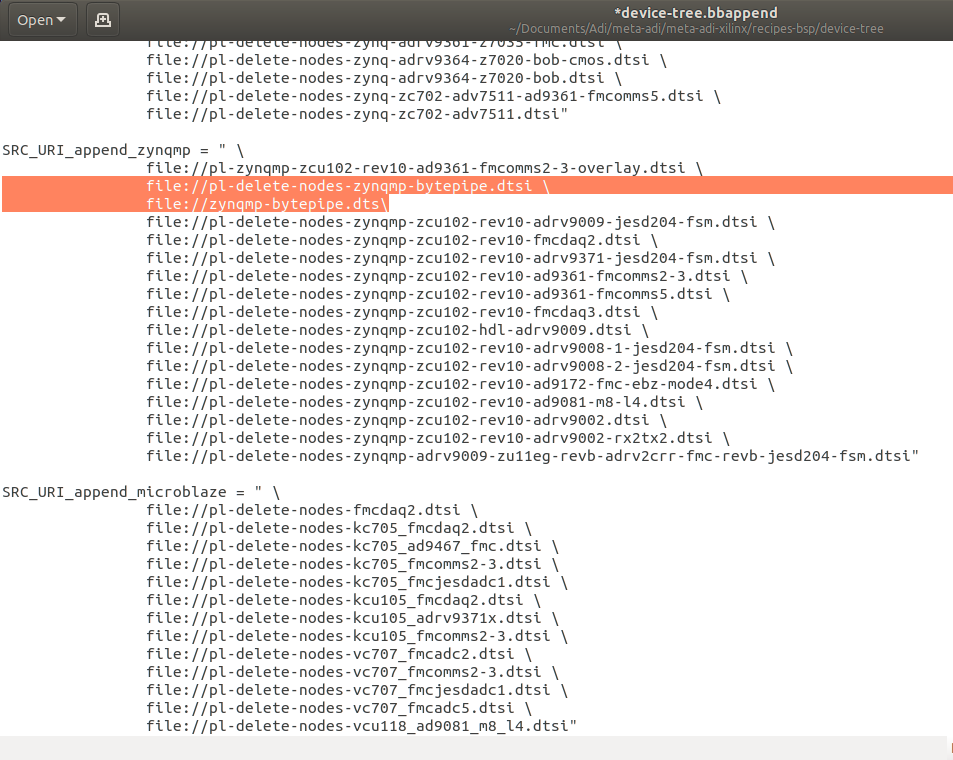 Open
*device-tree.bbappend
~/Documents/Adi/meta-adi/meta-adi-xilinx/recipes-bsp/device-tree
file://pl-delete-nodes-zynq-adrv9361-z7035-fmc.dtsi \
file://pl-delete-nodes-zynq-adrv9364-z7020-bob-cmos.dtsi \
file://pl-delete-nodes-zynq-adrv9364-z7020-bob.dtsi \
file://pl-delete-nodes-zynq-zc702-adv7511-ad9361-fmcomms5.dtsi \
file://pl-delete-nodes-zynq-zc702-adv7511.dtsi"
SRC_URI_append_zynqmp = " \
file://pl-zynqmp-zcu102-rev10-ad9361-fmcomms2-3-overlay.dtsi \
file://pl-delete-nodes-zynqmp-bytepipe.dtsi \
file://zynqmp-bytepipe.dts\
file://pl-delete-nodes-zynqmp-zcu102-rev10-adrv9009-jesd204-fsm.dtsi \
file://pl-delete-nodes-zynqmp-zcu102-rev10-fmcdaq2.dtsi \
file://pl-delete-nodes-zynqmp-zcu102-rev10-adrv9371-jesd204-fsm.dtsi \
file://pl-delete-nodes-zynqmp-zcu102-rev10-ad9361-fmcomms2-3.dtsi \
file://pl-delete-nodes-zynqmp-zcu102-rev10-ad9361-fmcomms5.dtsi \
file://pl-delete-nodes-zynqmp-zcu102-rev10-fmcdaq3.dtsi \
file://pl-delete-nodes-zynqmp-zcu102-hdl-adrv9009.dtsi \
file://pl-delete-nodes-zynqmp-zcu102-rev10-adrv9008-1-jesd204-fsm.dtsi \
file://pl-delete-nodes-zynqmp-zcu102-rev10-adrv9008-2-jesd204-fsm.dtsi \
file://pl-delete-nodes-zynqmp-zcu102-rev10-ad9172-fmc-ebz-mode4.dtsi \
file://pl-delete-nodes-zynqmp-zcu102-rev10-ad9081-m8-l4.dtsi \
file://pl-delete-nodes-zynqmp-zcu102-rev10-adrv9002.dtsi \
file://pl-delete-nodes-zynqmp-zcu102-rev10-adrv9002-rx2tx2.dtsi \
file://pl-delete-nodes-zynqmp-adrv9009-zu11eg-revb-adrv2crr-fmc-revb-jesd204-fsm.dtsi"
SRC_URI_append_microblaze = " \
file://pl-delete-nodes-fmcdaq2.dtsi \
file://pl-delete-nodes-kc705_fmcdaq2.dtsi \
file://pl-delete-nodes-kc705_ad9467_fmc.dtsi \
file://pl-delete-nodes-kc705_fmcomms2-3.dtsi \
file://pl-delete-nodes-kc705_fmcjesdadc1.dtsi \
file://pl-delete-nodes-kcu105_fmcdaq2.dtsi \
file://pl-delete-nodes-kcu105_adrv9371x.dtsi \
file://pl-delete-nodes-kcu105_fmcomms2-3.dtsi \
file://pl-delete-nodes-vc707_fmcadc2.dtsi \
file://pl-delete-nodes-vc707_fmcomms2-3.dtsi \
file://pl-delete-nodes-vc707_fmcjesdadc1.dtsi \
file://pl-delete-nodes-vc707_fmcadc5.dtsi \
file://pl-delete-nodes-vcu118_ad9081_m8_l4.dtsi"